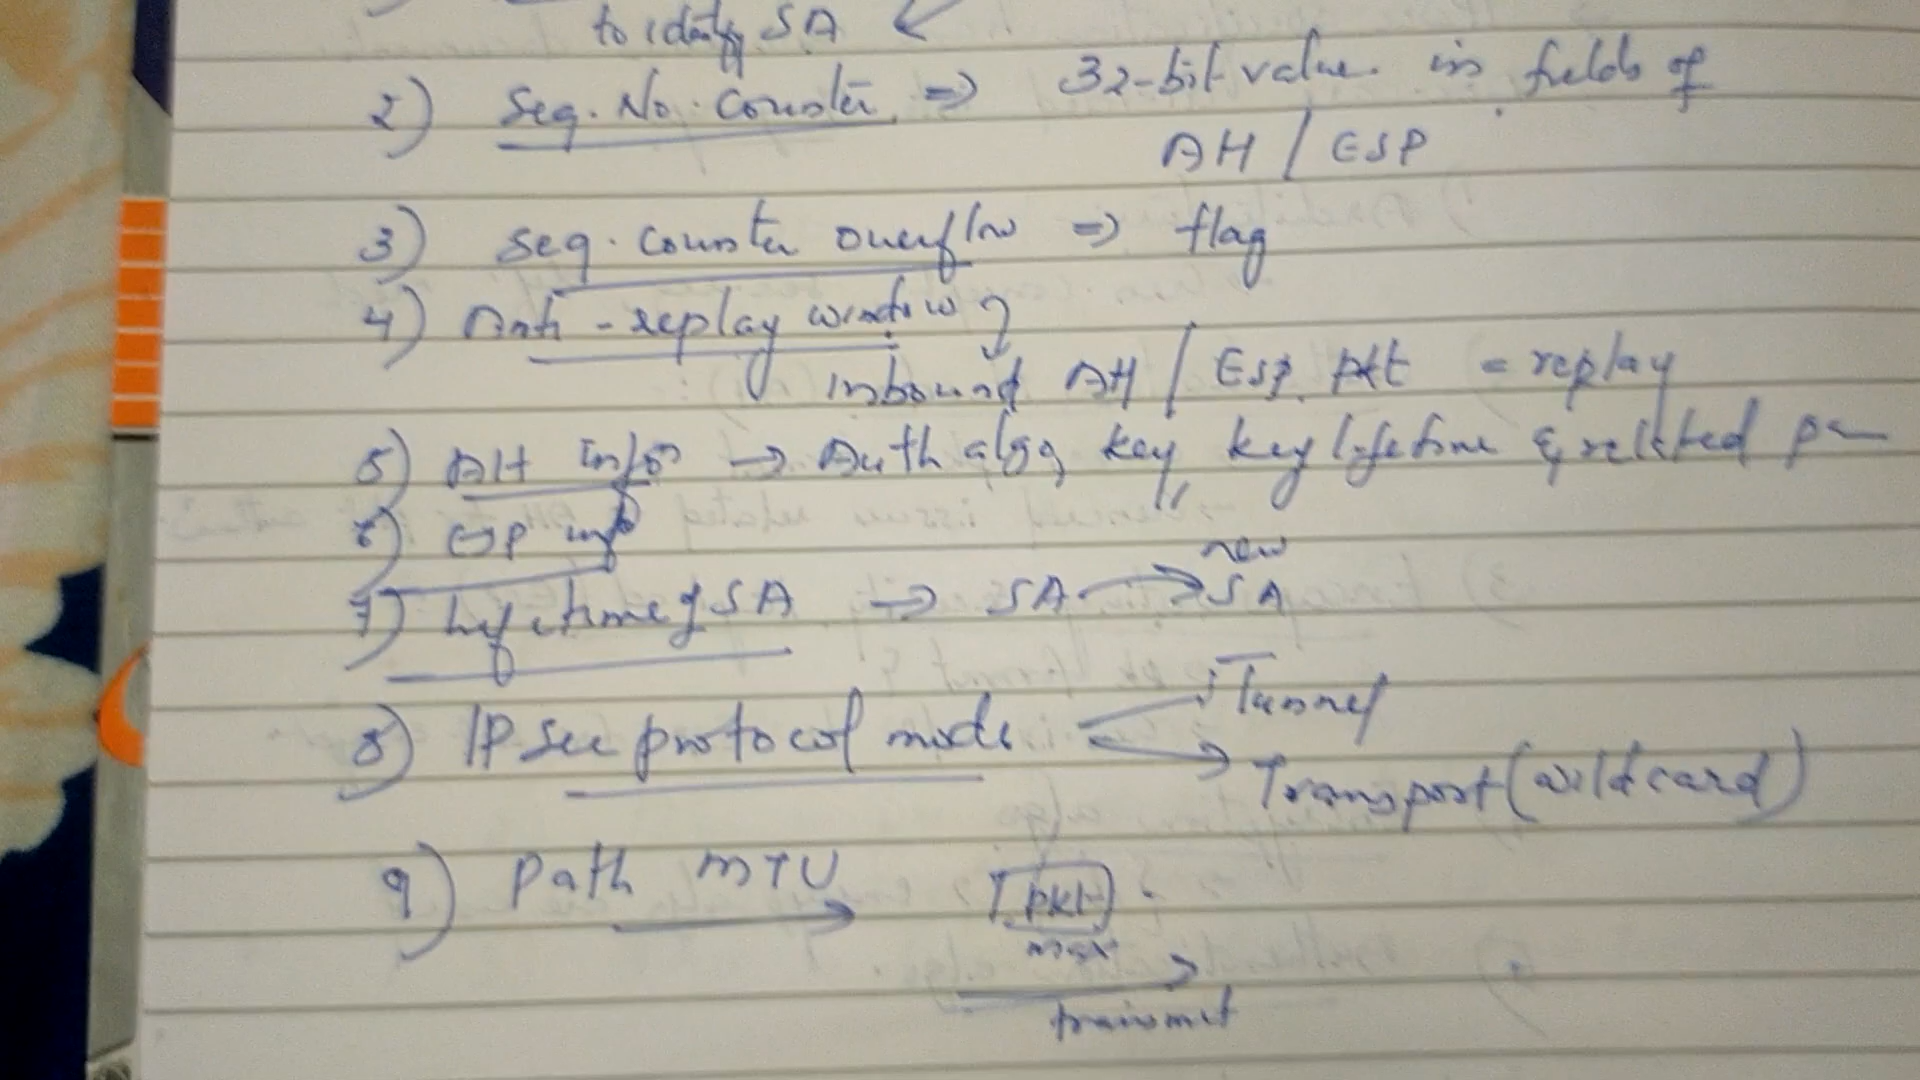 to identify SA
2) Seq. No. Counter => 32-bit value in fields of
AH / ESP
3) Seq. Counter overflow => flag
4) Anti-replay window
inbound AH / ESP pkt = replay
5) AH Info -> Auth algo, key, key lifetime & related
6) ESP info "
7) Lifetime of SA -> SA -> new SA
8) IPSec protocol mode
Tunnel
Transport (wildcard)
9) Path MTU
pkt
max
transmit